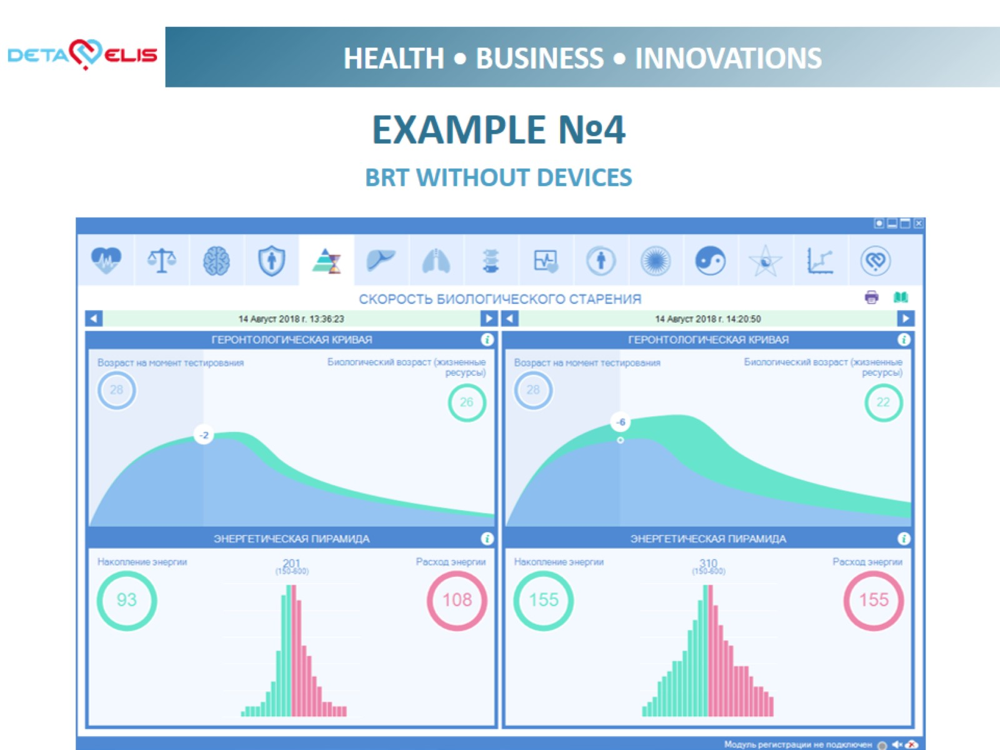 DETA ELIS
HEALTH • BUSINESS • INNOVATIONS
EXAMPLE №4
BRT WITHOUT DEVICES
СКОРОСТЬ БИОЛОГИЧЕСКОГО СТАРЕНИЯ
14 Август 2018 г. 13:36:23
14 Август 2018 г. 14:20:50
ГЕРОНТОЛОГИЧЕСКАЯ КРИВАЯ
Возраст на момент тестирования
28
Биологический возраст (жизненные
ресурсы)
26
-2
ГЕРОНТОЛОГИЧЕСКАЯ КРИВАЯ
Возраст на момент тестирования
28
Биологический возраст (жизненные
ресурсы)
22
-6
ЭНЕРГЕТИЧЕСКАЯ ПИРАМИДА
Накопление энергии
93
201
(150-600)
Расход энергии
108
ЭНЕРГЕТИЧЕСКАЯ ПИРАМИДА
Накопление энергии
155
310
(150-600)
Расход энергии
155
Модуль регистрации не подключен